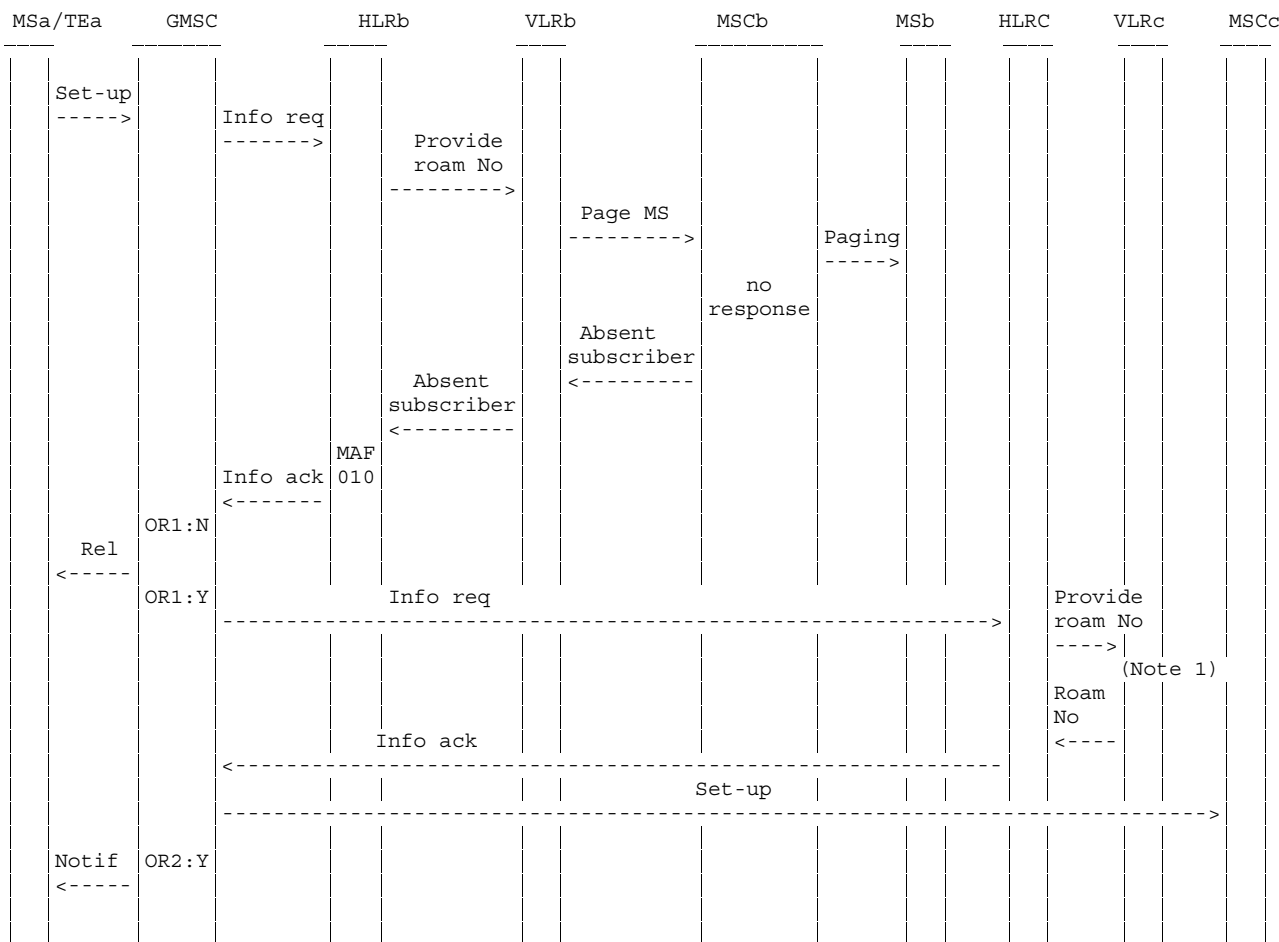 MSa/TEa GMSC HLRb VLRb MSCb MSb HLRC VLRc MSCc
Set-up
Info req
Provide
roam No
Page MS
Paging
no
response
Absent
subscriber
Absent
subscriber
MAF
Info ack 010
OR1:N
Rel
OR1:Y Info req Provide
roam No
(Note 1)
Roam
No
Info ack
Set-up
Notif OR2:Y